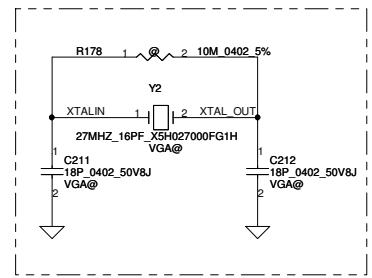 R178 1 @ 2 10M_0402_5%
Y2
XTALIN 1 2 XTAL_OUT
27MHZ_16PF_X5H027000FG1H
VGA@
1 1
C211 C212
18P_0402_50V8J 18P_0402_50V8J
VGA@ VGA@
2 2